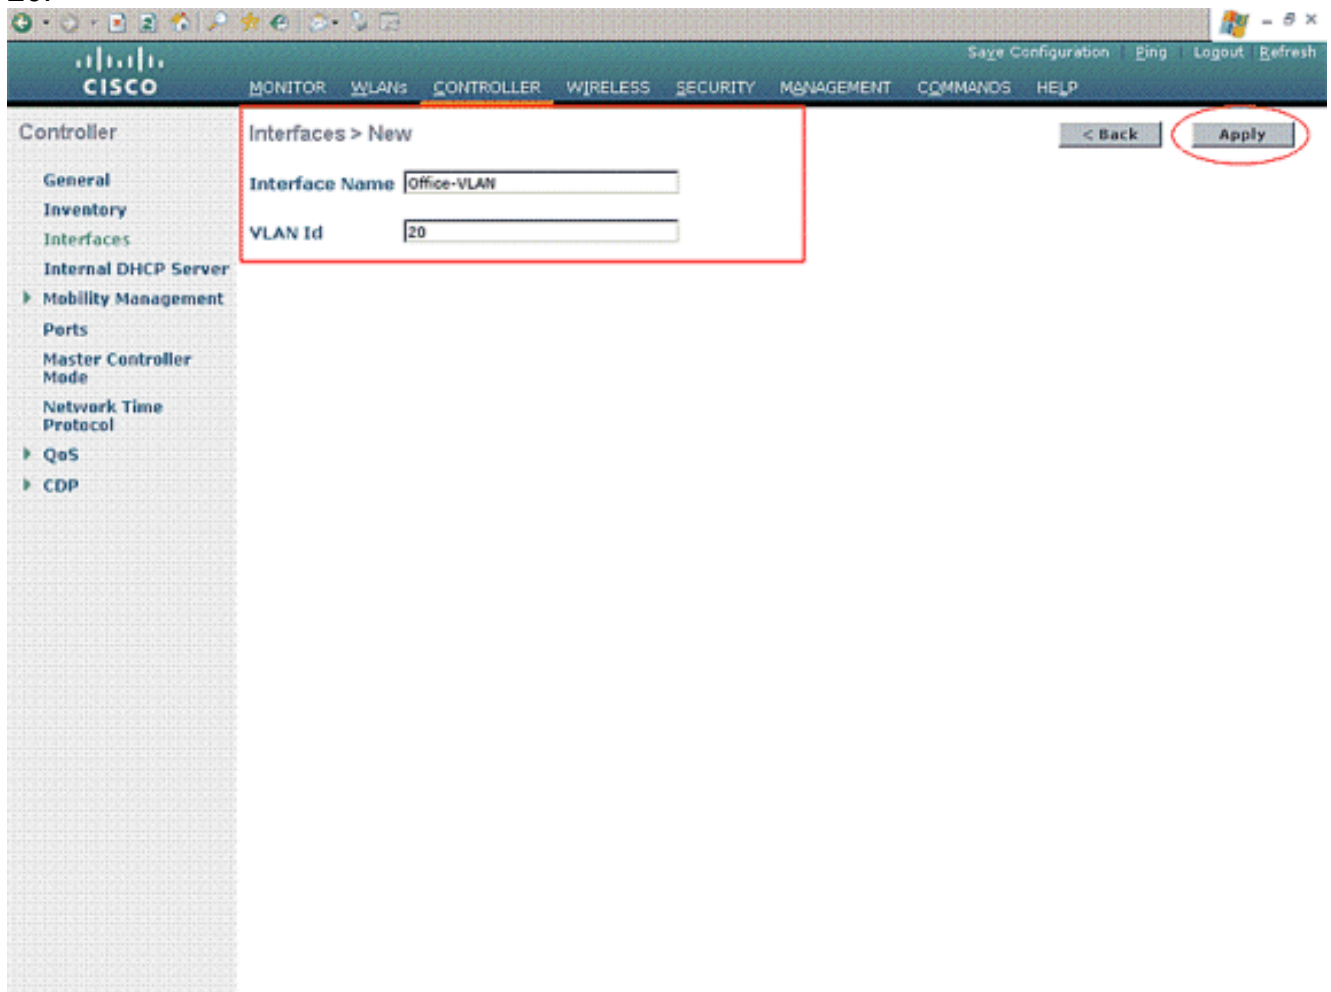 Save Configuration Ping Logout Refresh
CISCO
MONITOR WLANs CONTROLLER WIRELESS SECURITY MANAGEMENT COMMANDS HELP
Controller
General
Inventory
Interfaces
Internal DHCP Server
Mobility Management
Ports
Master Controller
Mode
Network Time
Protocol
QoS
CDP
Interfaces > New
< Back
Apply
Interface Name Office-VLAN
VLAN Id 20